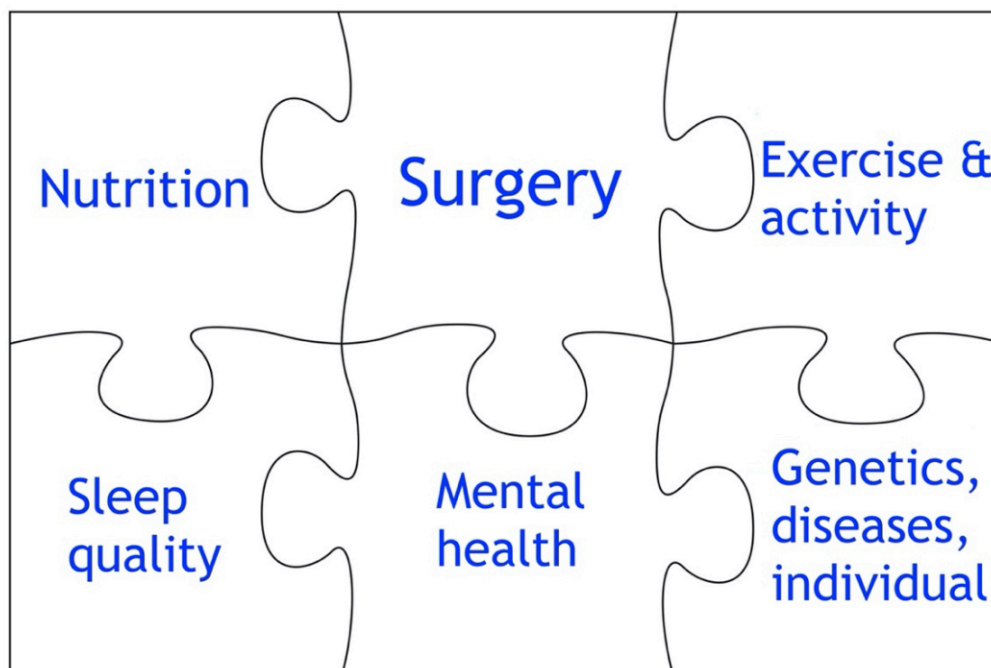 Nutrition
Surgery
Exercise &
activity
Sleep
quality
Mental
health
Genetics,
diseases,
individual